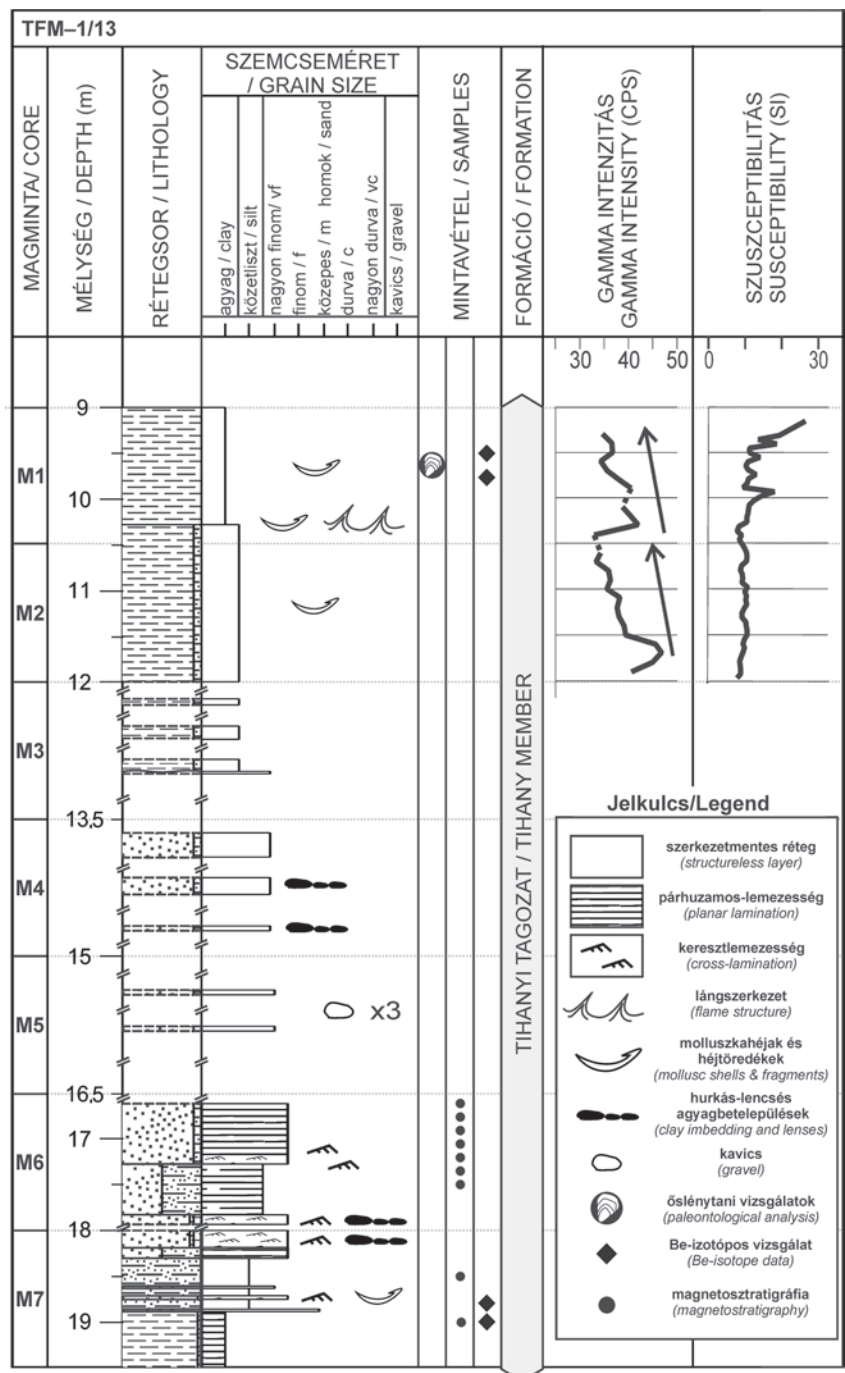 TFM–1/13
MAGMINTA/ CORE
MÉLYSÉG / DEPTH (m)
RÉTEGSOR / LITHOLOGY
SZEMCSEMÉRET
/ GRAIN SIZE
agyag / clay
kőzetliszt / silt
nagyon finom/ vf
finom / f
közepes / m homok / sand
durva / c
nagyon durva / vc
kavics / gravel
MINTAVÉTEL / SAMPLES
FORMÁCIÓ / FORMATION
GAMMA INTENZITÁS
GAMMA INTENSITY (CPS)
SZUSZCEPTIBILITÁS
SUSCEPTIBILITY (SI)
30 40 50 0 30
9
M1
10
M2
11
12
M3
13,5
M4
15
M5
x3
16,5
M6
17
18
M7
19
TIHANYI TAGOZAT / TIHANY MEMBER
Jelkulcs/Legend
szerkezetmentes réteg
(structureless layer)
párhuzamos-lemezesség
(planar lamination)
keresztlemezesség
(cross-lamination)
lángszerkezet
(flame structure)
molluszkahéjak és
héjtöredékek
(mollusc shells & fragments)
hurkás-lencsés
agyagbetelepülések
(clay imbedding and lenses)
kavics
(gravel)
őslénytani vizsgálatok
(paleontological analysis)
Be-izotópos vizsgálat
(Be-isotope data)
magnetosztratigráfia
(magnetostratigraphy)